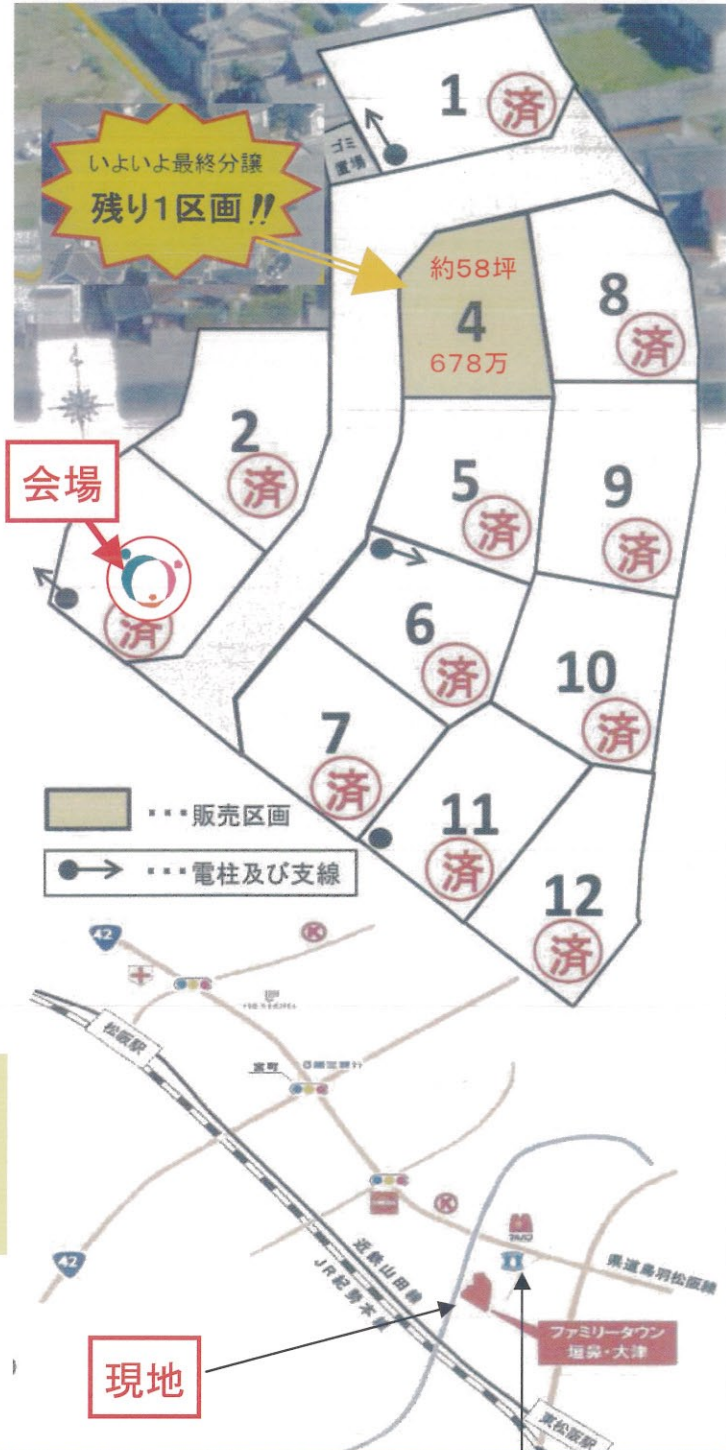 1
済
ゴミ
置場
いよいよ最終分譲
残り1区画!!
約58坪
4
678万
8
済
2
済
会場
済
5
済
9
済
6
済
10
済
7
済
11
済
12
済
・・・販売区画
・・・電柱及び支線
42
K
松阪駅
宝町
K
42
近鉄山田線
JR紀勢本線
県道鳥羽松阪線
ファミリータウン
垣鼻・大津
現地
東松阪駅